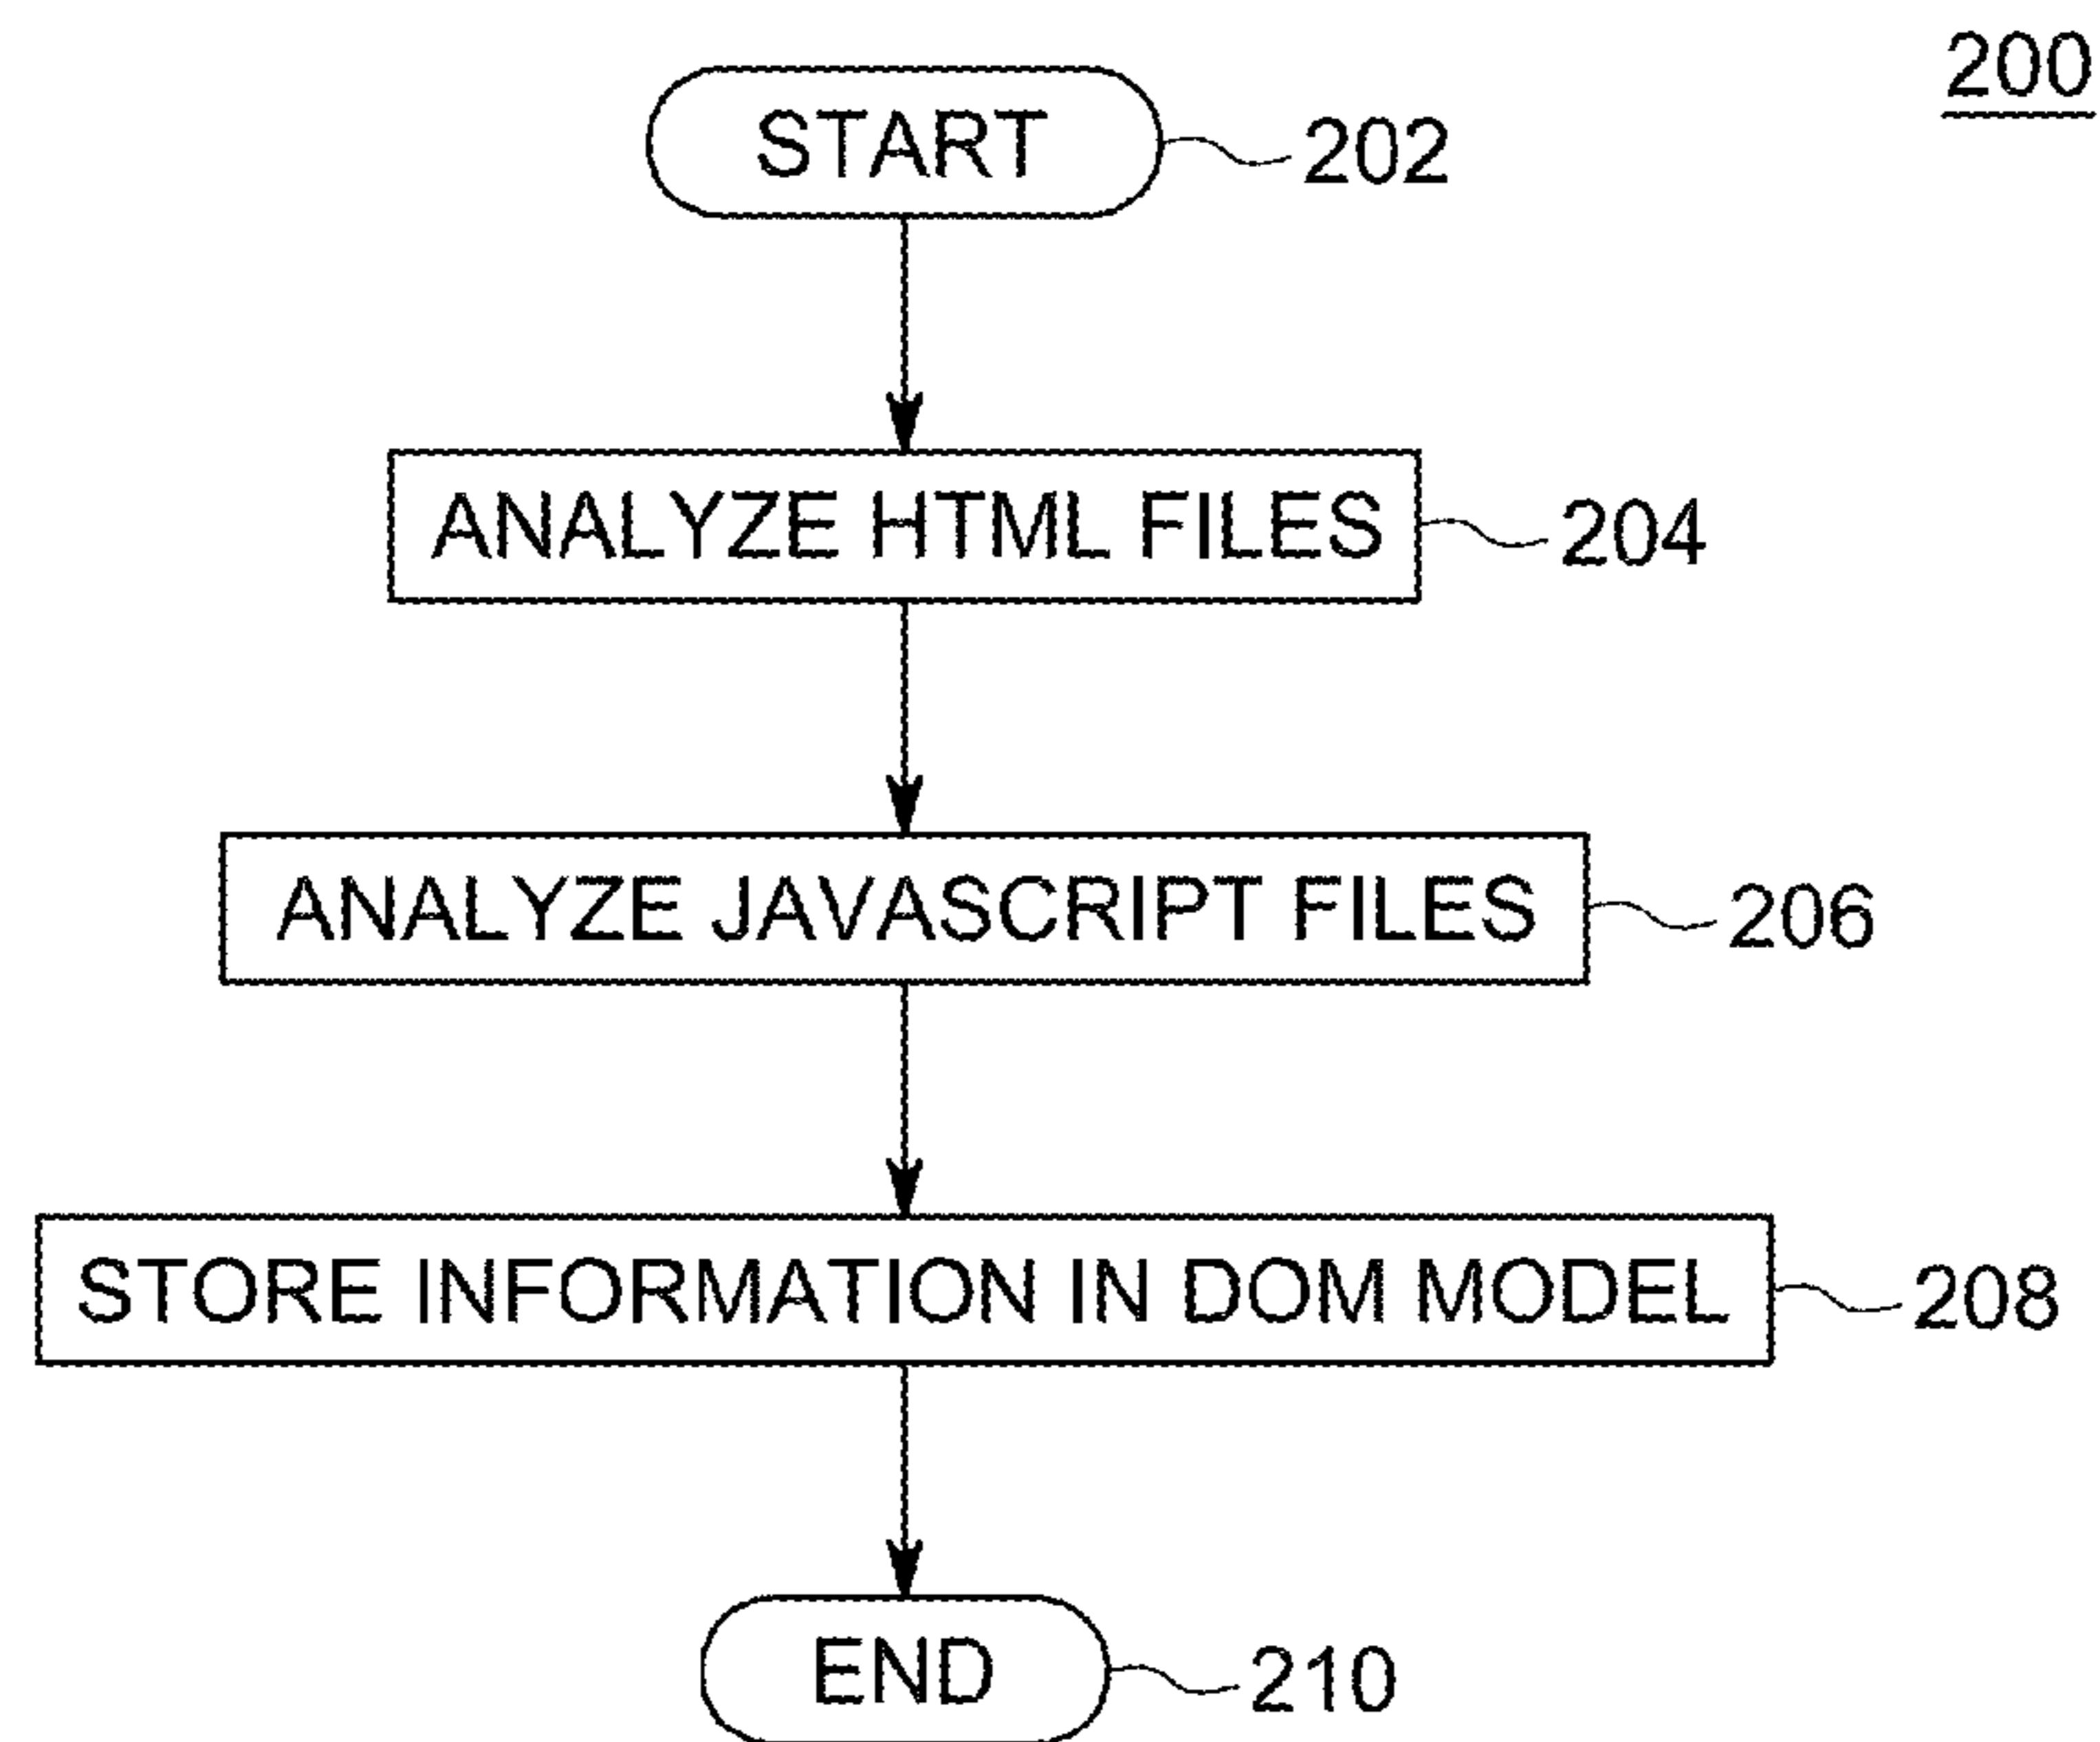 200
START
202
ANALYZE HTML FILES
204
ANALYZE JAVASCRIPT FILES
206
STORE INFORMATION IN DOM MODEL
208
END
210